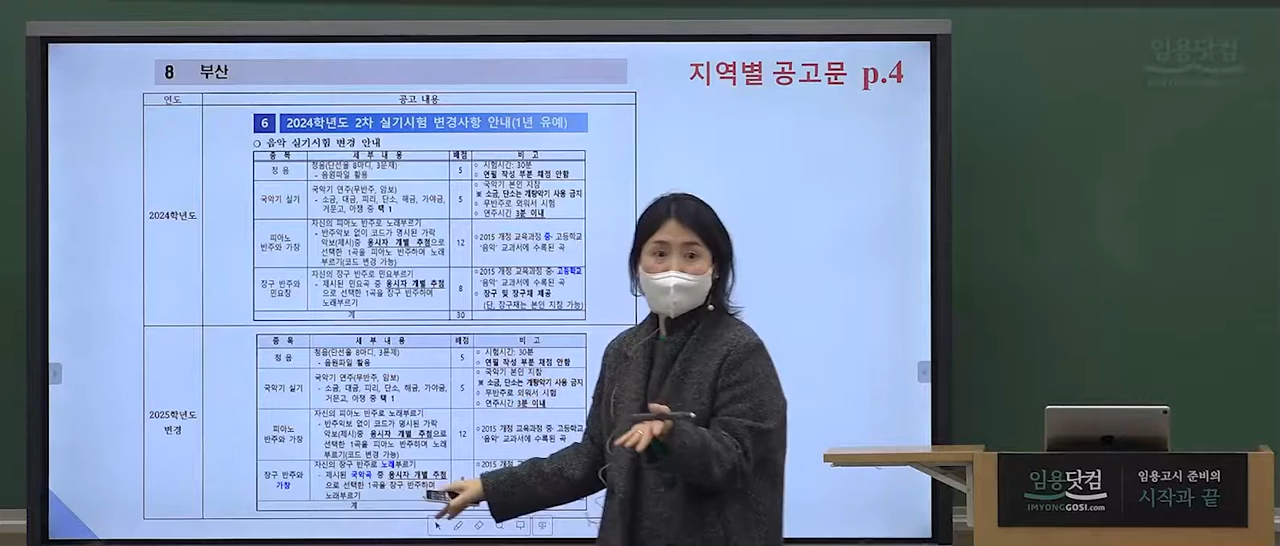 8 부산
지역별 공고문 p.4
임용닷컴
연도 공고 내용
6 2024학년도 2차 실기시험 변경사항 안내(1년 유예)
○ 음악 실기시험 변경 안내
종 목 세 부 내 용 배점 비 고
2024학년도
청 음
청음(단선율 8마디, 3문제)
- 음원파일 활용
5
○ 시험시간: 30분
○ 연필 작성 부분 채점 안함
국악기 실기
국악기 연주(무반주, 암보)
- 소금, 대금, 피리, 단소, 해금, 가야금,
거문고, 아쟁 중 택 1
5
○ 국악기 본인 지참
※ 소금, 단소는 개량악기 사용 금지
○ 무반주로 외워서 시험
○ 연주시간 3분 이내
피아노
반주와 가창
자신의 피아노 반주로 노래부르기
- 반주악보 없이 코드가 명시된 가락
악보(제시)중 응시자 개별 추첨으로
선택한 1곡을 피아노 반주하며 노래
부르기(코드 변경 가능)
12
○ 2015 개정 교육과정 중·고등학교
'음악' 교과서에 수록된 곡
장구 반주와
민요창
자신의 장구 반주로 민요부르기
- 제시된 민요곡 중 응시자 개별 추첨
으로 선택한 1곡을 장구 반주하며
노래부르기
8
○ 2015 개정 교육과정 중·고등학교
'음악' 교과서에 수록된 곡
○ 장구 및 장구채 제공
(단, 장구채는 본인 지참 가능)
계 30
2025학년도
변경
종 목 세 부 내 용 배점 비 고
청 음
청음(단선율 8마디, 3문제)
- 음원파일 활용
5
○ 시험시간: 30분
○ 연필 작성 부분 채점 안함
국악기 실기
국악기 연주(무반주, 암보)
- 소금, 대금, 피리, 단소, 해금, 가야금,
거문고, 아쟁 중 택 1
5
○ 국악기 본인 지참
※ 소금, 단소는 개량악기 사용 금지
○ 무반주로 외워서 시험
○ 연주시간 3분 이내
피아노
반주와 가창
자신의 피아노 반주로 노래부르기
- 반주악보 없이 코드가 명시된 가락
악보(제시)중 응시자 개별 추첨으로
선택한 1곡을 피아노 반주하며 노래
부르기(코드 변경 가능)
12
○ 2015 개정 교육과정 중·고등학교
'음악' 교과서에 수록된 곡
장구 반주와
가창
자신의 장구 반주로 노래부르기
- 제시된 국악곡 중 응시자 개별 추첨
으로 선택한 1곡을 장구 반주하며
노래부르기
○ 2015 개정
계
임용닷컴
IMYONGGOSI.com
임용고시 준비의
시작과 끝